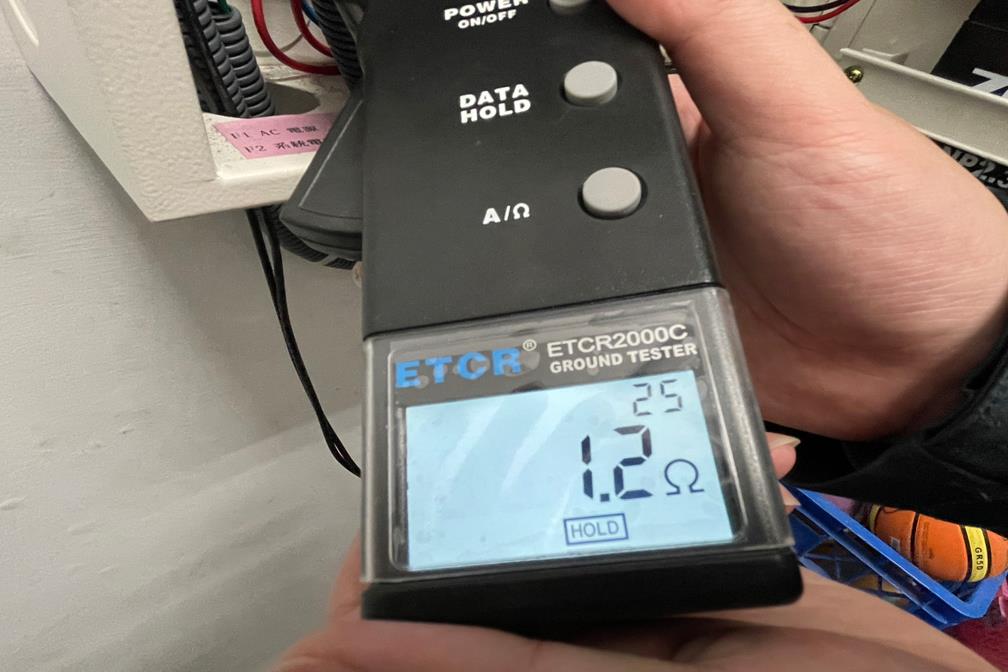 POWER
ON/OFF
DATA
HOLD
A/Ω
F1 AC 電源
F2 系統電
ETCR® ETCR2000C
GROUND TESTER
25
1.2 Ω
HOLD
GR5D